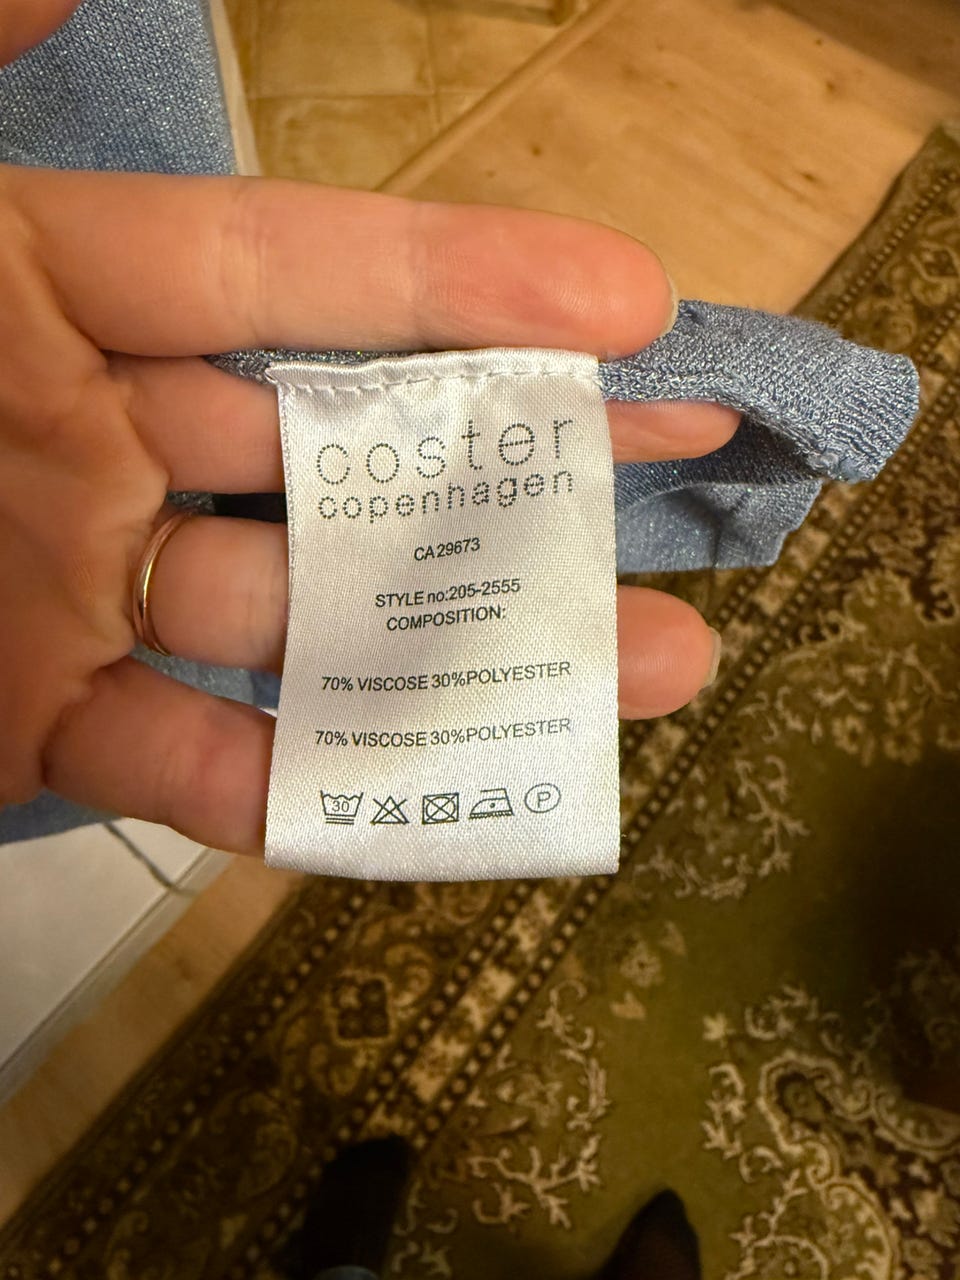 coster
copenhagen
CA29673
STYLE no:205-2555
COMPOSITION:
70% VISCOSE 30%POLYESTER
70% VISCOSE 30%POLYESTER
30 P